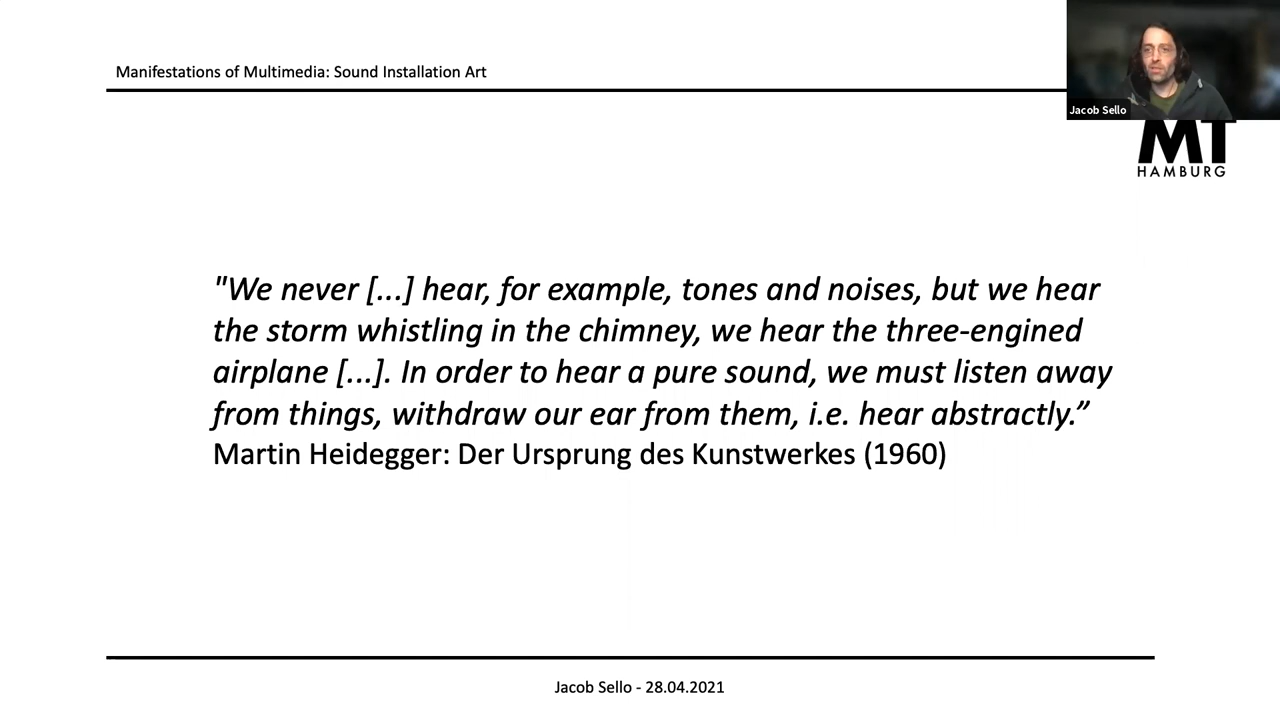 Manifestations of Multimedia: Sound Installation Art
Jacob Sello
MT
HAMBURG
"We never [...] hear, for example, tones and noises, but we hear
the storm whistling in the chimney, we hear the three-engined
airplane [...]. In order to hear a pure sound, we must listen away
from things, withdraw our ear from them, i.e. hear abstractly.”
Martin Heidegger: Der Ursprung des Kunstwerkes (1960)
Jacob Sello - 28.04.2021